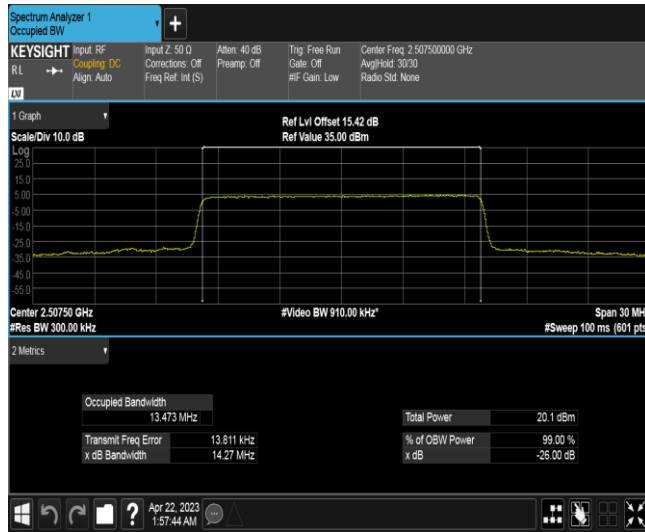 Spectrum Analyzer 1
Occupied BW
KEYSIGHT
RL
LXI
Input: RF
Coupling: DC
Align: Auto
Input Z: 50 Ω
Corrections: Off
Freq Ref: Int (S)
Atten: 40 dB
Preamp: Off
Trig: Free Run
Gate: Off
#IF Gain: Low
Center Freq: 2.507500000 GHz
Avg|Hold: 30/30
Radio Std: None
1 Graph
Scale/Div 10.0 dB
Ref Lvl Offset 15.42 dB
Ref Value 35.00 dBm
Log
25.0
15.0
5.00
-5.00
-15.0
-25.0
-35.0
-45.0
-55.0
Center 2.50750 GHz
#Res BW 300.00 kHz
#Video BW 910.00 kHz*
Span 30 MH
#Sweep 100 ms (601 pts
2 Metrics
Occupied Bandwidth
13.473 MHz
Total Power 20.1 dBm
Transmit Freq Error 13.811 kHz
% of OBW Power 99.00 %
x dB Bandwidth 14.27 MHz
x dB -26.00 dB
?
Apr 22, 2023
1:57:44 AM